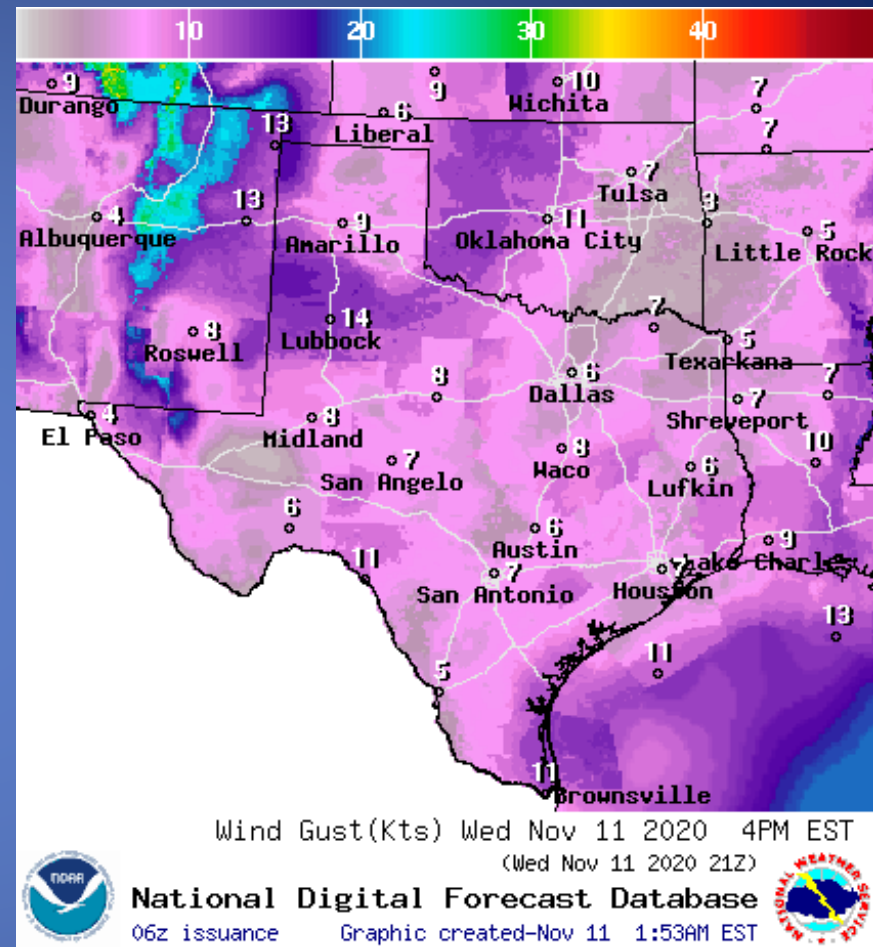 10 20 30 40
9 9 10 7
Durango Liberal Wichita
6
13 7
7 Tulsa
4 13 9 11 3 5
Albuquerque Amarillo Oklahoma City Little Rock
8 14 7 5
Roswell Lubbock Texarkana
6
8 Dallas 7 7
4 8 Shreveport
El Paso Midland 8 10
7 Waco 6
San Angelo Lufkin
6 6 9
Austin Lake Charles
11 7
San Antonio Houston
13
5 11
11
Brownsville
Wind Gust(Kts) Wed Nov 11 2020 4PM EST
(Wed Nov 11 2020 21Z)
NOAA
National Digital Forecast Database
NATIONAL WEATHER SERVICE
06z issuance Graphic created-Nov 11 1:53AM EST